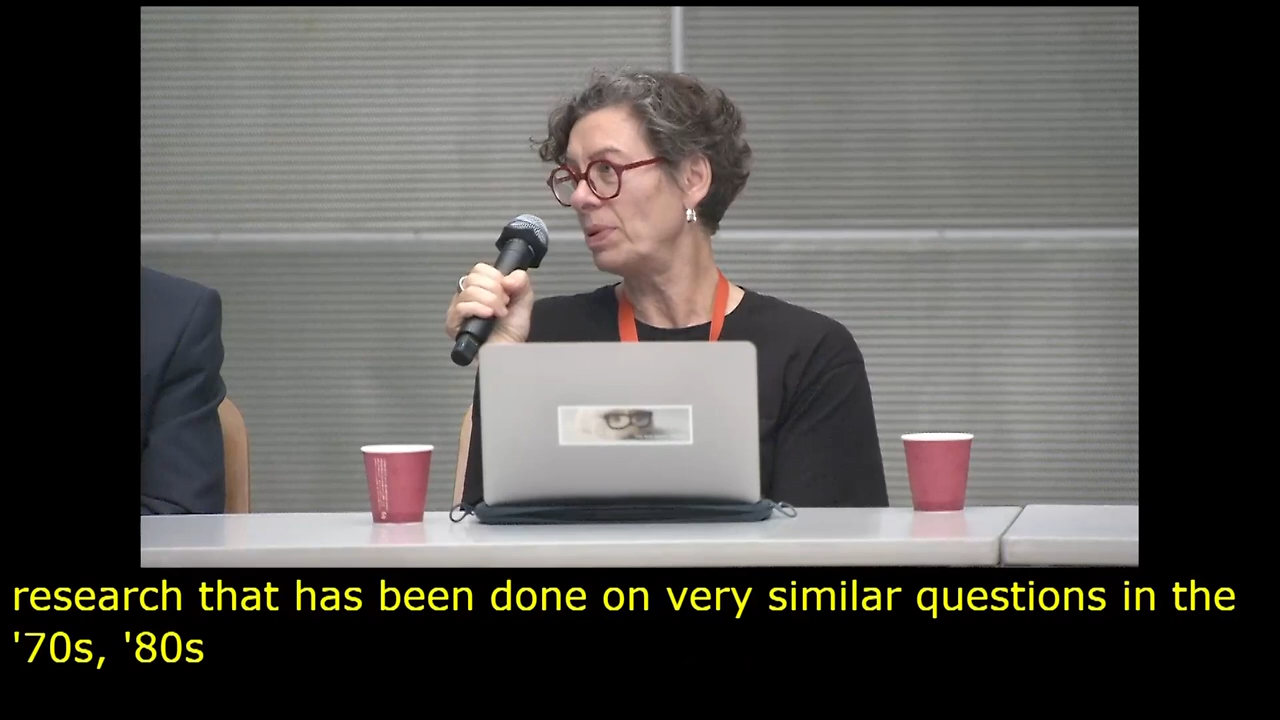 research that has been done on very similar questions in the
'70s, '80s